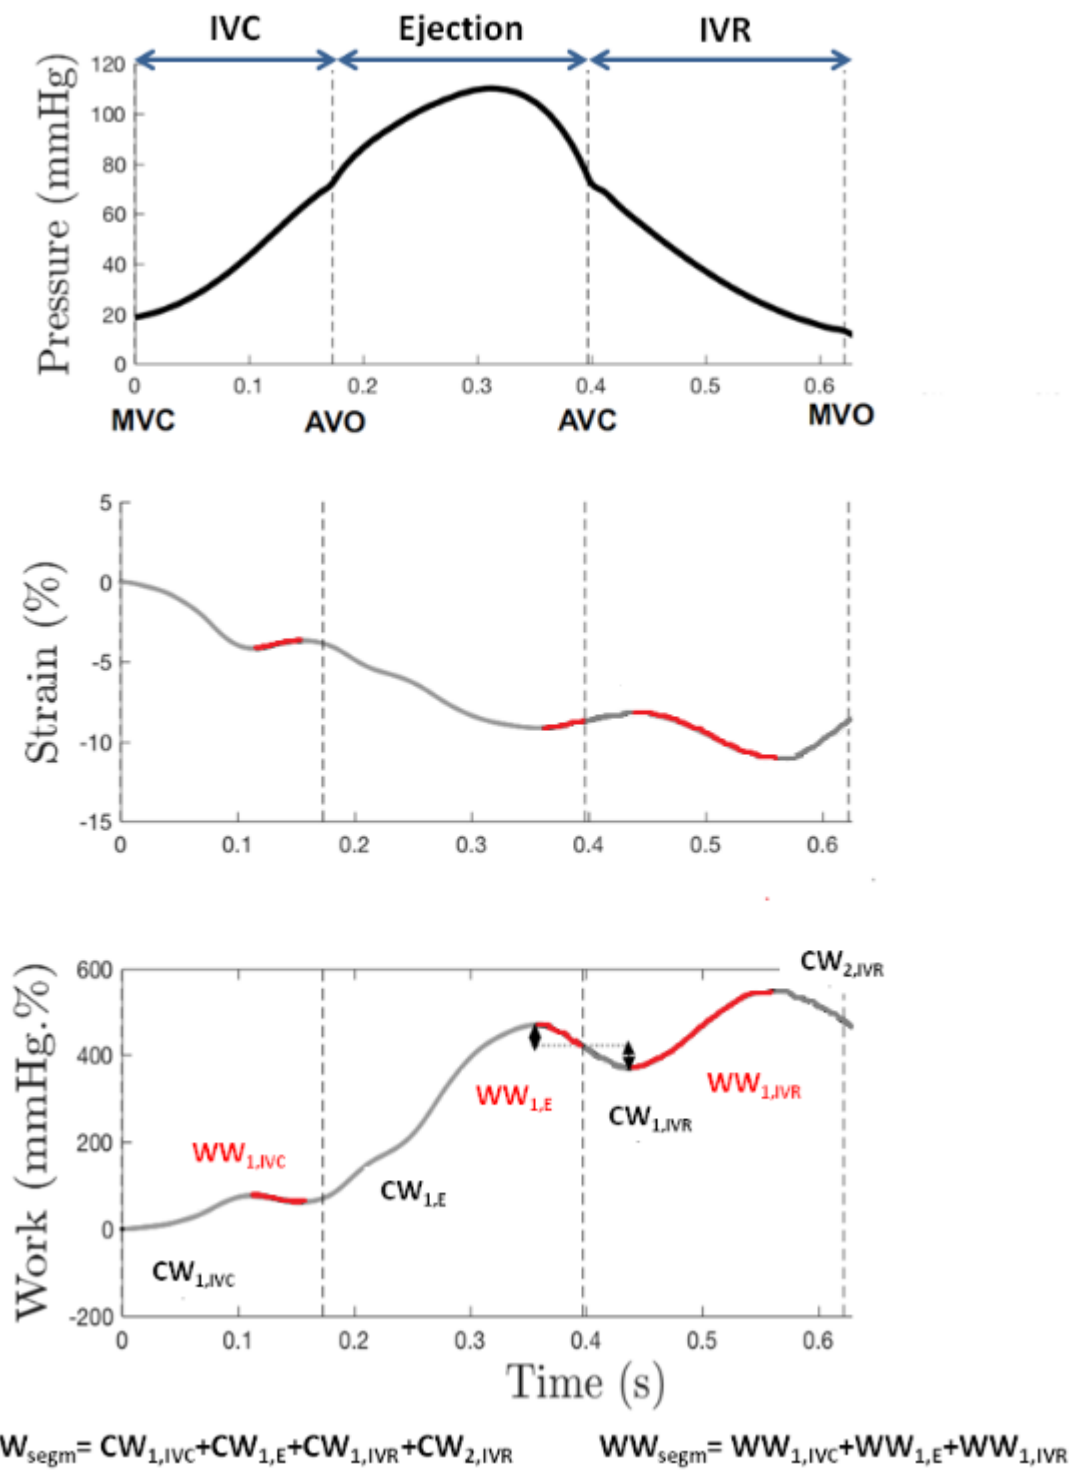 IVC Ejection IVR
Pressure (mmHg)
120
100
80
60
40
20
0
0 0.1 0.2 0.3 0.4 0.5 0.6
MVC AVO AVC MVO
Strain (%)
5
0
-5
-10
-15
0 0.1 0.2 0.3 0.4 0.5 0.6
Work (mmHg.%)
600
400
200
0
-200
CW2,IVR
WW1,E
WW1,IVR
CW1,IVR
WW1,IVC
CW1,E
CW1,IVC
0 0.1 0.2 0.3 0.4 0.5 0.6
Time (s)
Wsegm= CW1,IVC+CW1,E+CW1,IVR+CW2,IVR WWsegm= WW1,IVC+WW1,E+WW1,IVR